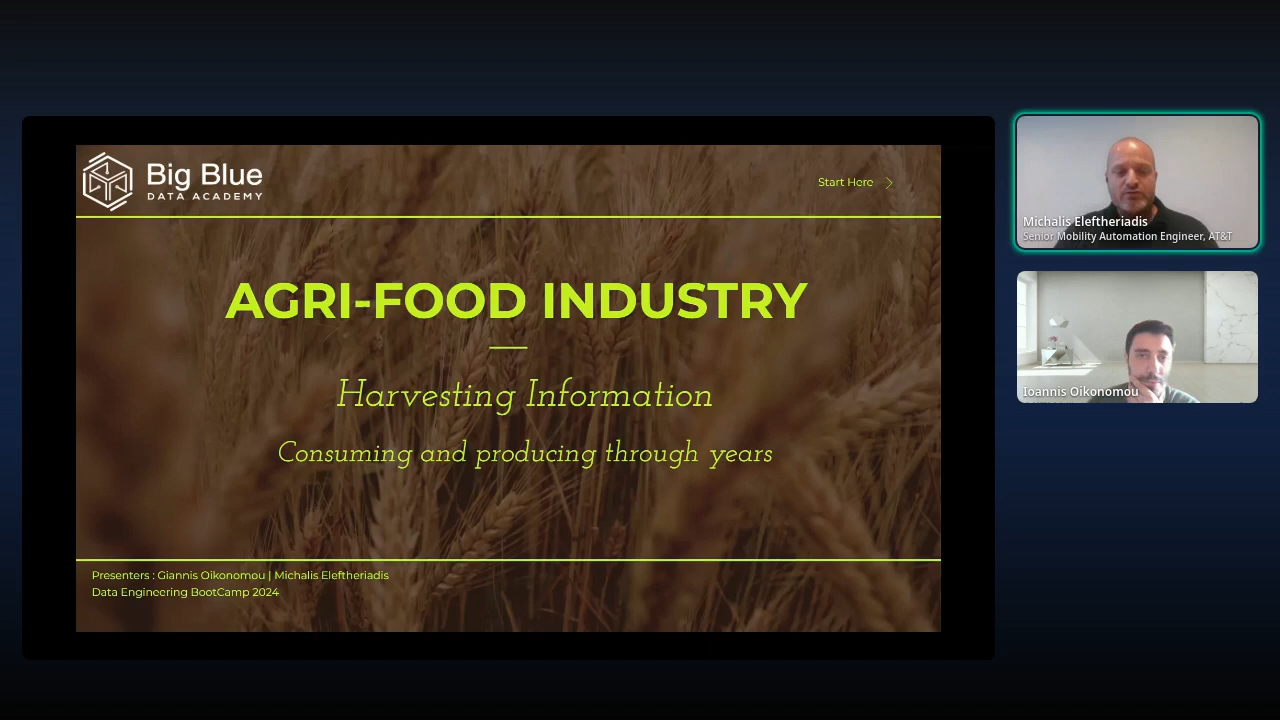 Big Blue
DATA ACADEMY
Start Here
AGRI-FOOD INDUSTRY
Harvesting Information
Consuming and producing through years
Presenters : Giannis Oikonomou | Michalis Eleftheriadis
Data Engineering BootCamp 2024
Michalis Eleftheriadis
Senior Mobility Automation Engineer, AT&T
Ioannis Oikonomou